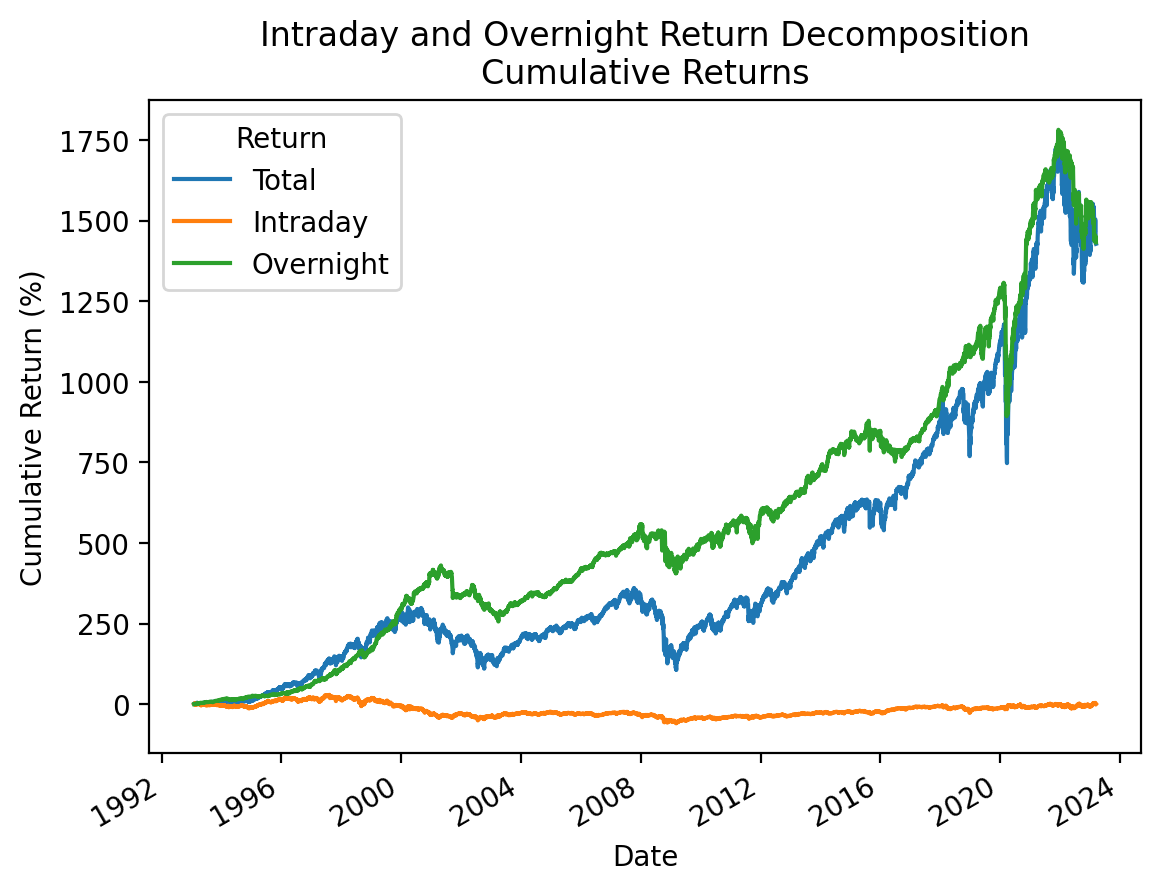 Intraday and Overnight Return Decomposition
Cumulative Returns
Return
Total
Intraday
Overnight
Cumulative Return (%)
1750
1500
1250
1000
750
500
250
0
1992
1996
2000
2004
2008
2012
2016
2020
2024
Date